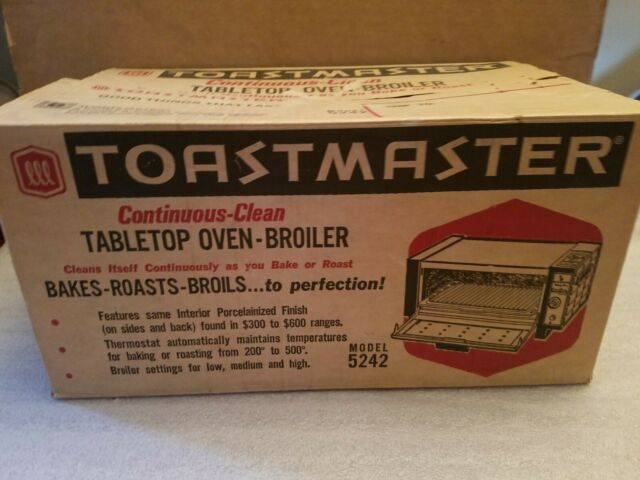 TOASTMASTER
Continuous-Clean
TABLETOP OVEN-BROILER
TOASTMASTER®
Continuous-Clean
TABLETOP OVEN-BROILER
Cleans Itself Continuously as you Bake or Roast
BAKES-ROASTS-BROILS...to perfection!
Features same Interior Porcelainized Finish
(on sides and back) found in $300 to $600 ranges.
Thermostat automatically maintains temperatures
for baking or roasting from 200° to 500°.
Broiler settings for low, medium and high.
MODEL
5242